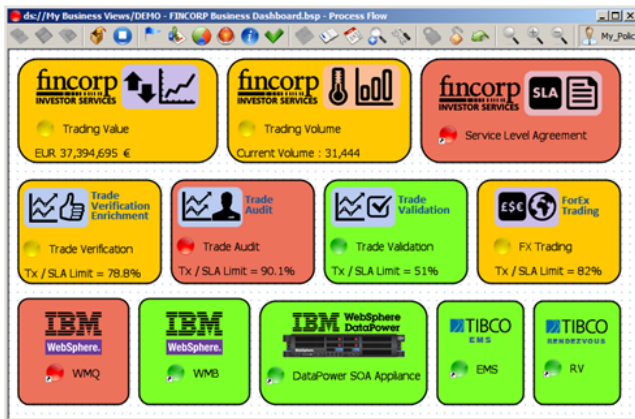 ds://My Business Views/DEMO - FINCORP Business Dashboard.bsp - Process Flow
My_Polic
fincorp
INVESTOR SERVICES
Trading Value
EUR 37,394,695 €
fincorp
INVESTOR SERVICES
Trading Volume
Current Volume : 31,444
fincorp
INVESTOR SERVICES
SLA
Service Level Agreement
Trade
Verification
Enrichment
Trade Verification
Tx / SLA Limit = 78.8%
Trade
Audit
Trade Audit
Tx / SLA Limit = 90.1%
Trade
Validation
Trade Validation
Tx / SLA Limit = 51%
£$€
ForEx
Trading
FX Trading
Tx / SLA Limit = 82%
IBM
WebSphere.
WMQ
IBM
WebSphere.
WMB
IBM WebSphere
DataPower
DataPower SOA Appliance
TIBCO
EMS
EMS
TIBCO
RENDEZVOUS
RV